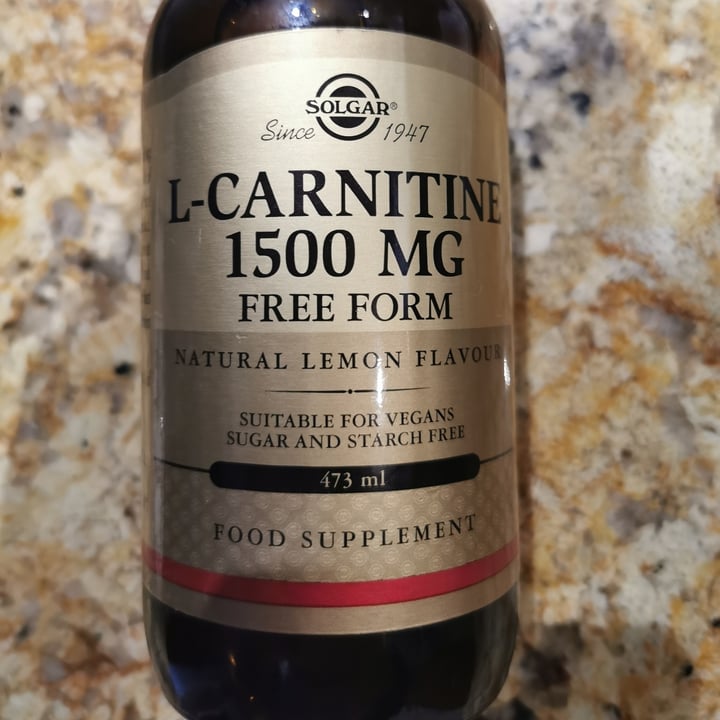 SOLGAR®
Since 1947
L-CARNITINE
1500 MG
FREE FORM
NATURAL LEMON FLAVOUR
SUITABLE FOR VEGANS
SUGAR AND STARCH FREE
473 ml
FOOD SUPPLEMENT